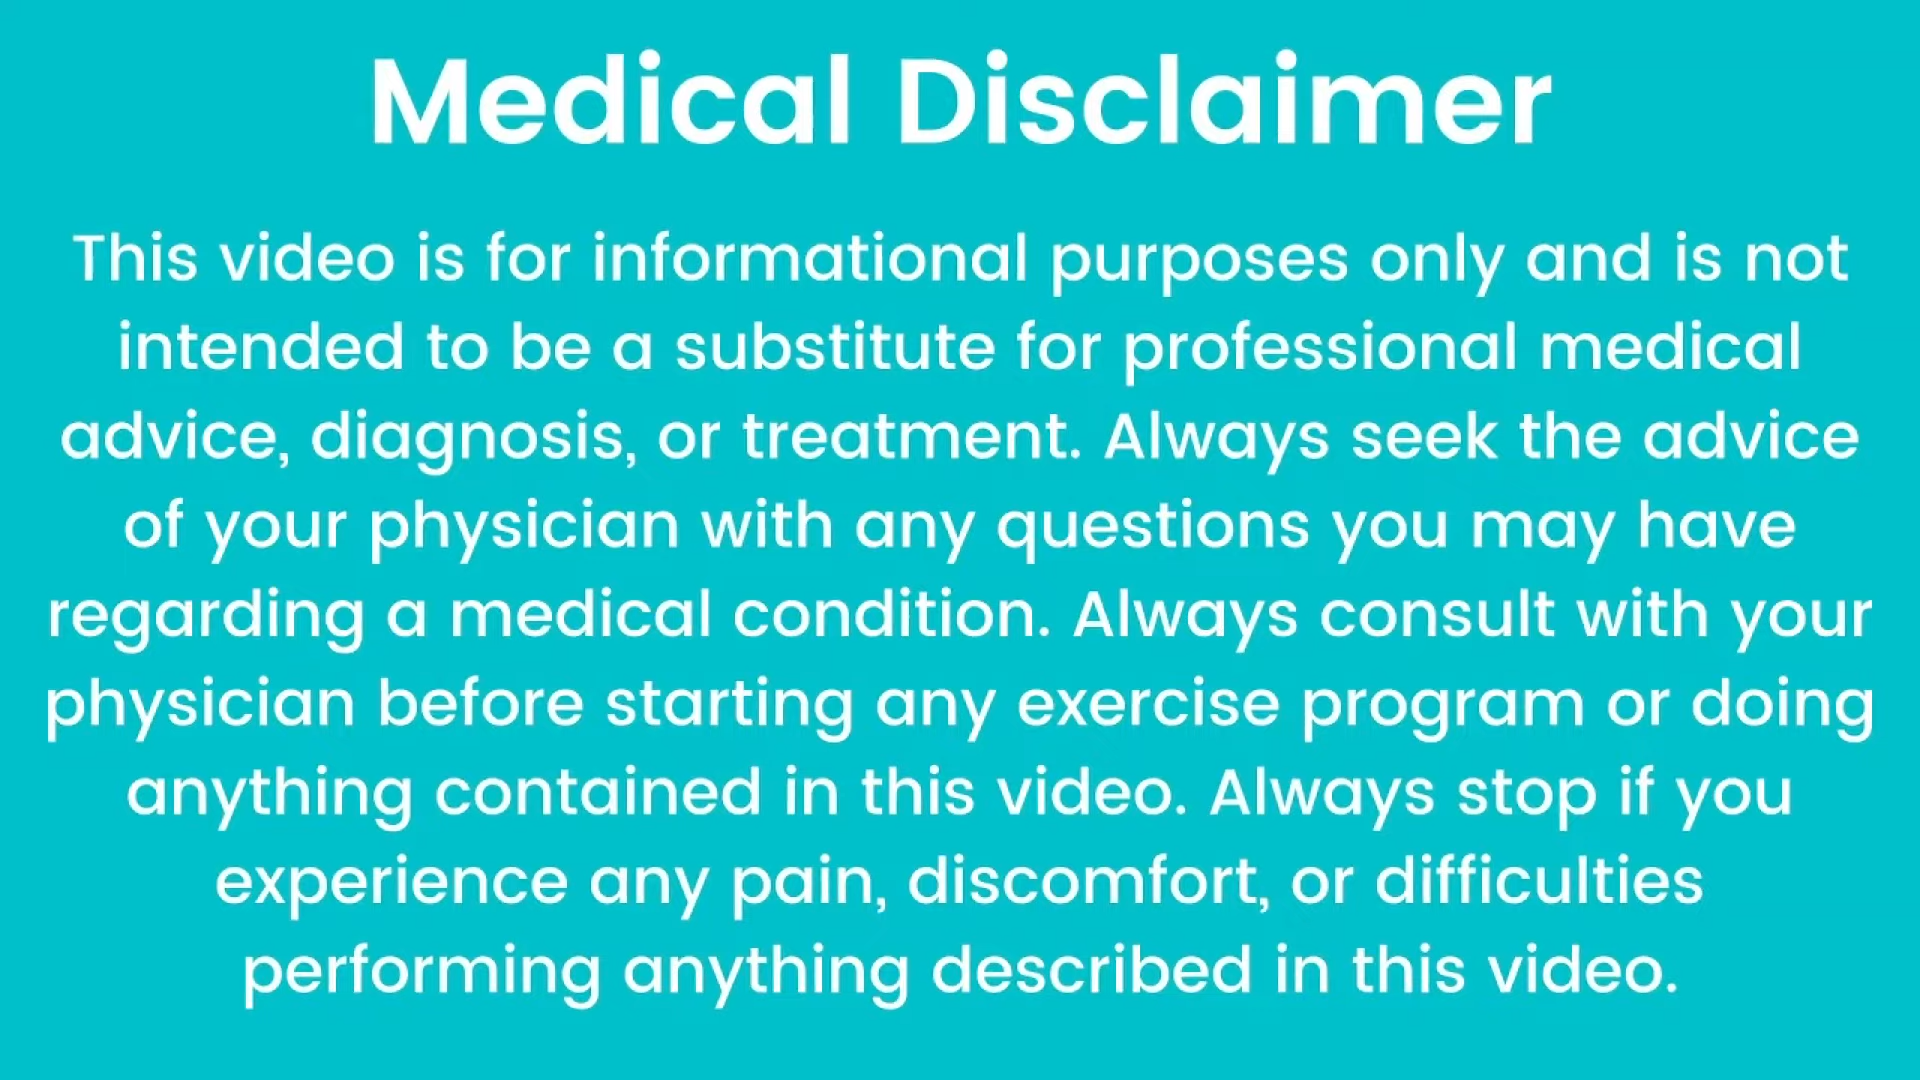 Medical Disclaimer
This video is for informational purposes only and is not
intended to be a substitute for professional medical
advice, diagnosis, or treatment. Always seek the advice
of your physician with any questions you may have
regarding a medical condition. Always consult with your
physician before starting any exercise program or doing
anything contained in this video. Always stop if you
experience any pain, discomfort, or difficulties
performing anything described in this video.